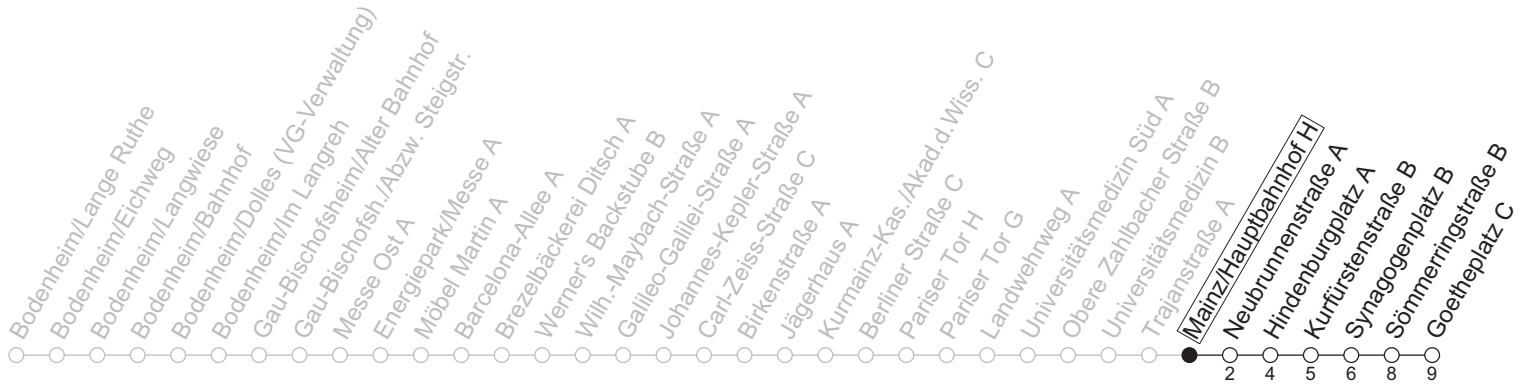 Bodenheim/Lange Ruthe
Bodenheim/Eichweg
Bodenheim/Langwiese
Bodenheim/Bahnhof
Bodenheim/Dolles (VG-Verwaltung)
Bodenheim/Im Langreh
Gau-Bischofsheim/Alter Bahnhof
Gau-Bischofsh./Abzw. Steigstr.
Messe Ost A
Energiepark/Messe A
Möbel Martin A
Barcelona-Allee A
Brezelbäckerei Ditsch A
Werner's Backstube B
Wilh.-Maybach-Straße A
Galileo-Galilei-Straße A
Johannes-Kepler-Straße A
Carl-Zeiss-Straße C
Birkenstraße A
Jägerhaus A
Kurmainz-Kas./Akad.d.Wiss. C
Berliner Straße C
Pariser Tor H
Pariser Tor G
Landwehrweg A
Universitätsmedizin Süd A
Obere Zahlbacher Straße B
Universitätsmedizin B
Trajanstraße A
Mainz/Hauptbahnhof H
Neubrunnenstraße A
Hindenburgplatz A
Kurfürstenstraße B
Synagogenplatz B
Sömmerringstraße B
Goetheplatz C
2 4 5 6 8 9